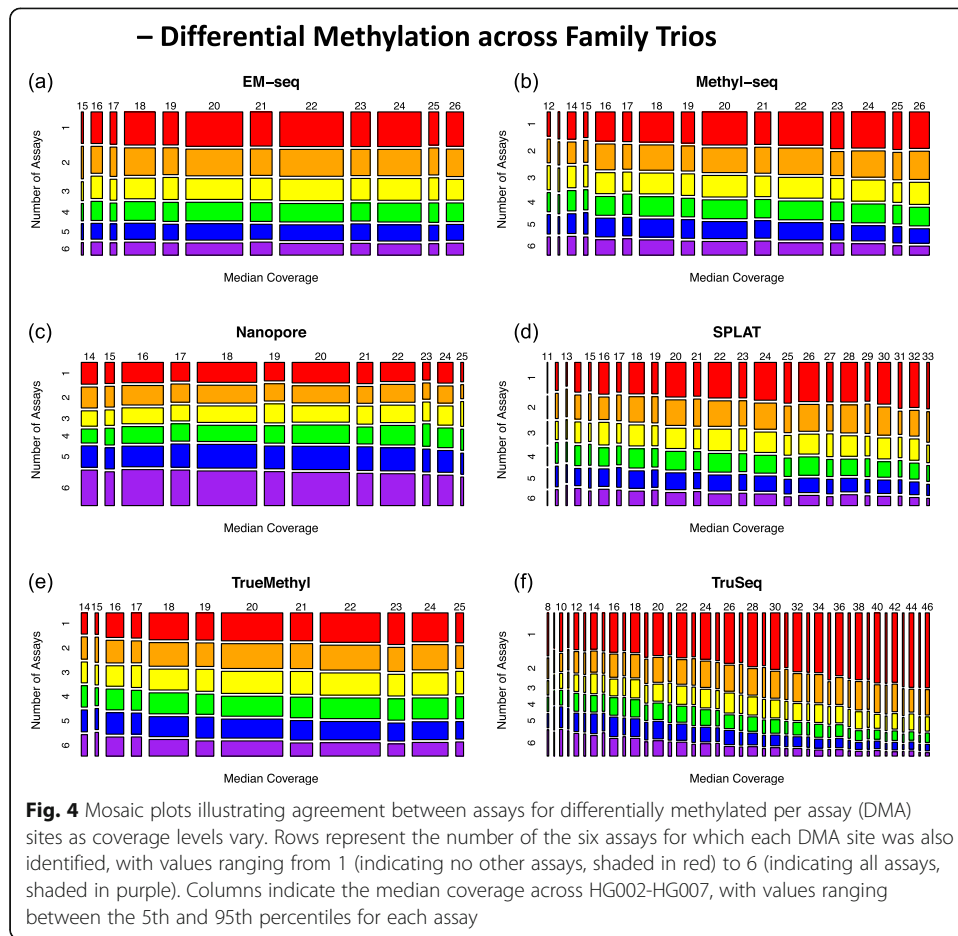 – Differential Methylation across Family Trios
(a)
EM–seq
15 16 17 18 19 20 21 22 23 24 25 26
Number of Assays
1
2
3
4
5
6
Median Coverage
(b)
Methyl–seq
12 14 15 16 17 18 19 20 21 22 23 24 25 26
Number of Assays
1
2
3
4
5
6
Median Coverage
(c)
Nanopore
14 15 16 17 18 19 20 21 22 23 24 25
Number of Assays
1
2
3
4
5
6
Median Coverage
(d)
SPLAT
11 13 15 16 17 18 19 20 21 22 23 24 25 26 27 28 29 30 31 32 33
Number of Assays
1
2
3
4
5
6
Median Coverage
(e)
TrueMethyl
14 15 16 17 18 19 20 21 22 23 24 25
Number of Assays
1
2
3
4
5
6
Median Coverage
(f)
TruSeq
8 10 12 14 16 18 20 22 24 26 28 30 32 34 36 38 40 42 44 46
Number of Assays
1
2
3
4
5
6
Median Coverage
Fig. 4 Mosaic plots illustrating agreement between assays for differentially methylated per assay (DMA)
sites as coverage levels vary. Rows represent the number of the six assays for which each DMA site was also
identified, with values ranging from 1 (indicating no other assays, shaded in red) to 6 (indicating all assays,
shaded in purple). Columns indicate the median coverage across HG002-HG007, with values ranging
between the 5th and 95th percentiles for each assay